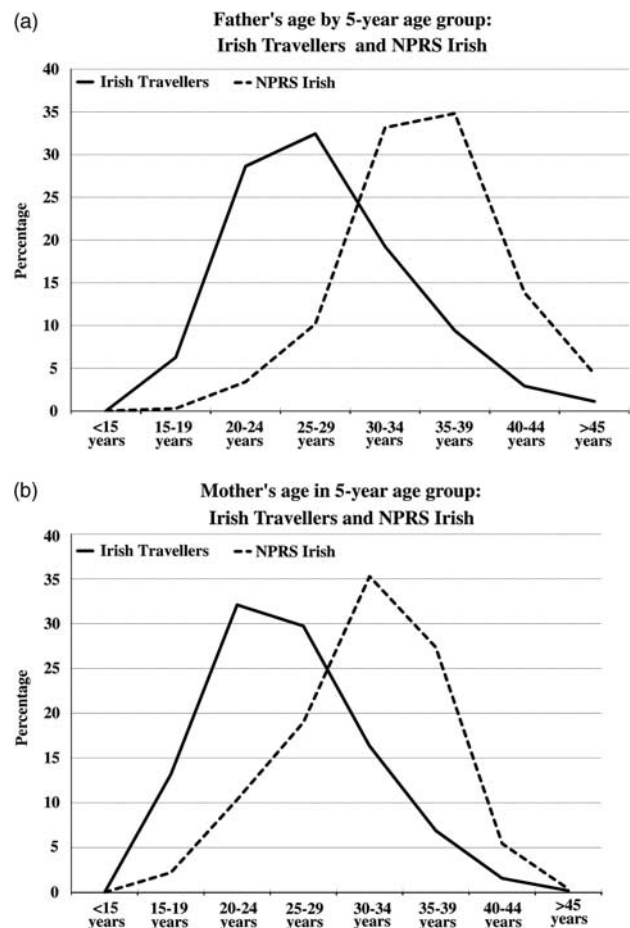 (a)
Father's age by 5-year age group:
Irish Travellers and NPRS Irish
Irish Travellers NPRS Irish
40
35
30
25
20
15
10
5
0
Percentage
<15 years 15-19 years 20-24 years 25-29 years 30-34 years 35-39 years 40-44 years >45 years
(b)
Mother's age in 5-year age group:
Irish Travellers and NPRS Irish
Irish Travellers NPRS Irish
40
35
30
25
20
15
10
5
0
Percentage
<15 years 15-19 years 20-24 years 25-29 years 30-34 years 35-39 years 40-44 years >45 years